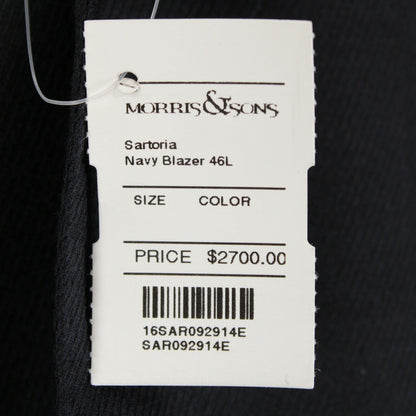 MORRIS&SONS
Sartoria
Navy Blazer 46L
SIZE COLOR
PRICE $2700.00
16SAR092914E
SAR092914E